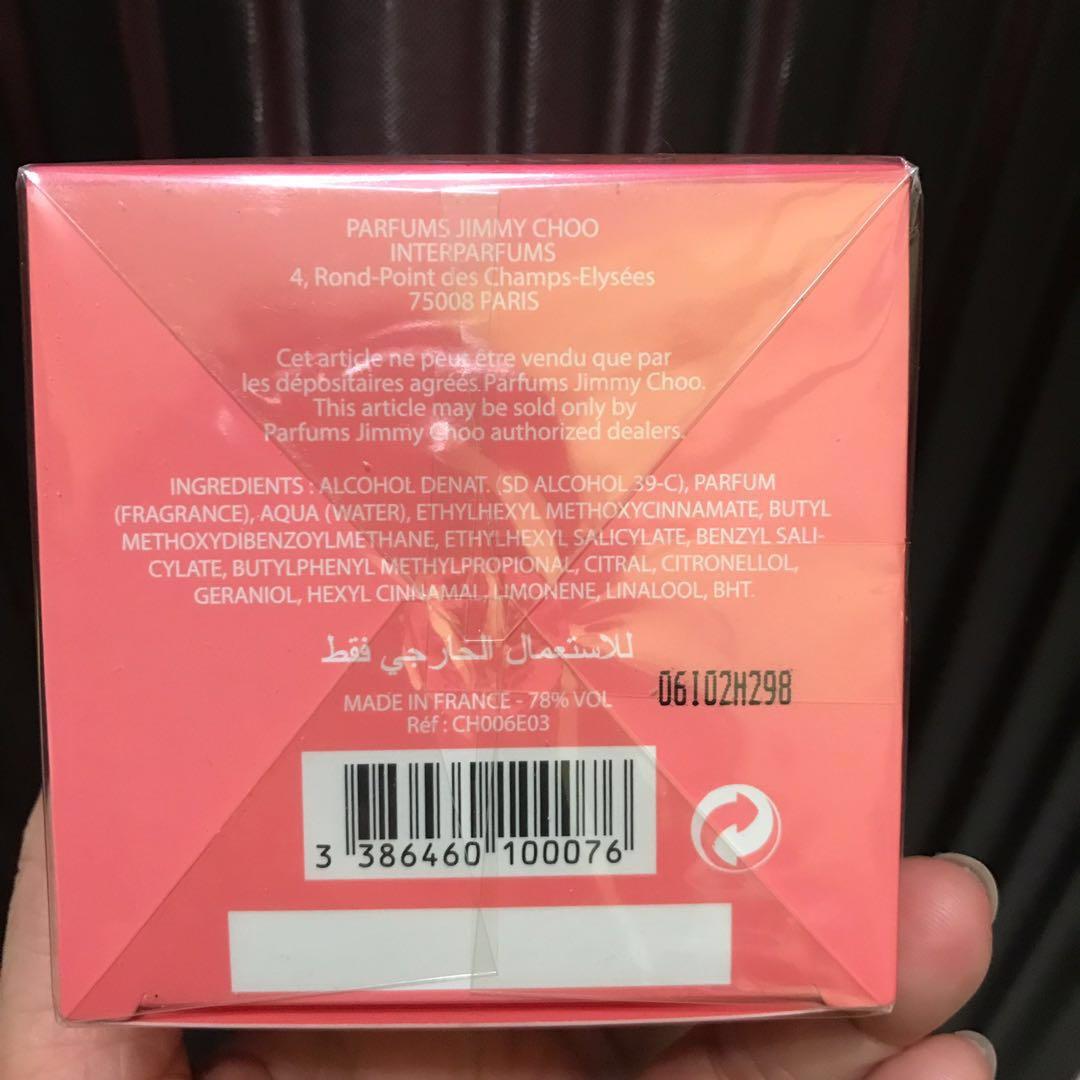 PARFUMS JIMMY CHOO
INTERPARFUMS
4, Rond-Point des Champs-Elysées
75008 PARIS
Cet article ne peut être vendu que par
les dépositaires agréés Parfums Jimmy Choo.
This article may be sold only by
Parfums Jimmy Choo authorized dealers.
INGREDIENTS : ALCOHOL DENAT. (SD ALCOHOL 39-C), PARFUM
(FRAGRANCE), AQUA (WATER), ETHYLHEXYL METHOXYCINNAMATE, BUTYL
METHOXYDIBENZOYLMETHANE, ETHYLHEXYL SALICYLATE, BENZYL SALI-
CYLATE, BUTYLPHENYL METHYLPROPIONAL, CITRAL, CITRONELLOL,
GERANIOL, HEXYL CINNAMAL, LIMONENE, LINALOOL, BHT.
للاستعمال الخارجي فقط
06I02H298
MADE IN FRANCE - 78% VOL
Réf : CH006E03
3 386460 100076